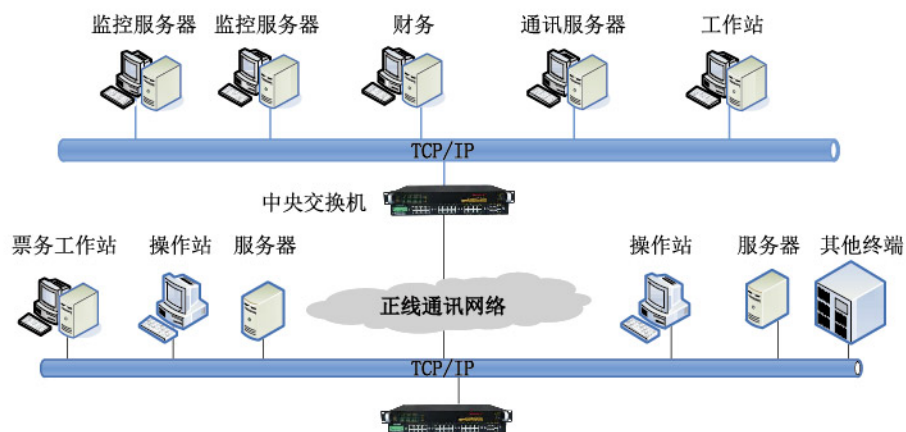 监控服务器 监控服务器 财务 通讯服务器 工作站
TCP/IP
中央交换机
票务工作站 操作站 服务器 操作站 服务器 其他终端
正线通讯网络
TCP/IP